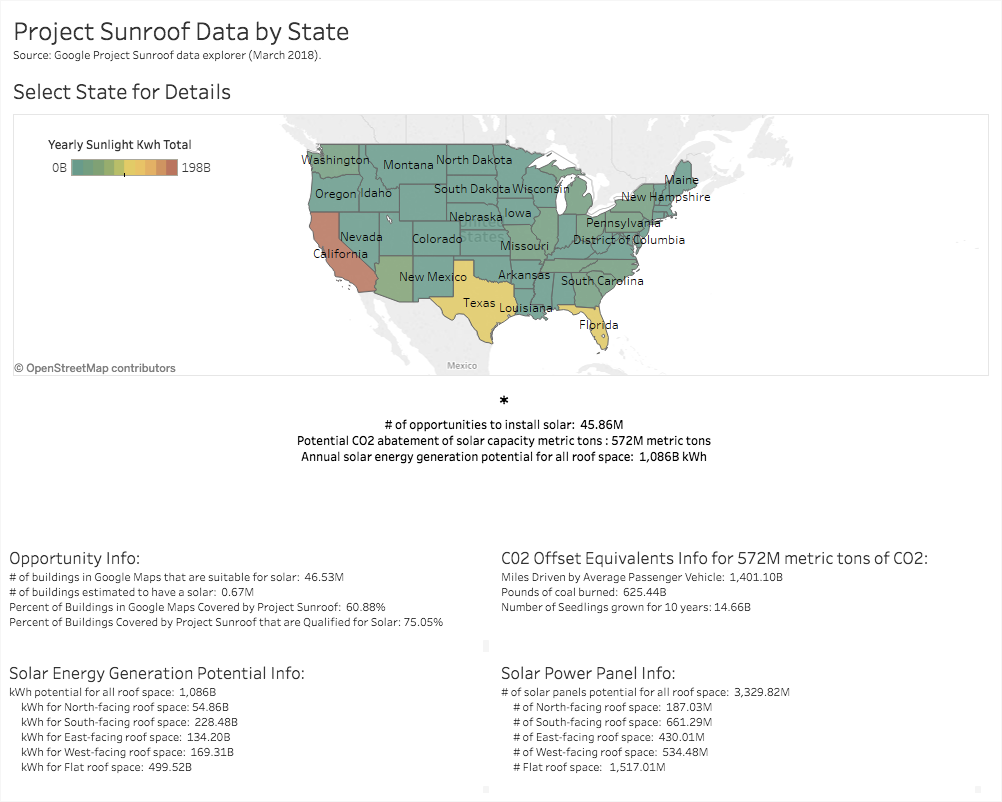 Project Sunroof Data by State
Source: Google Project Sunroof data explorer (March 2018).
Select State for Details
Yearly Sunlight Kwh Total
0B 198B
Washington
Montana
North Dakota
Maine
Oregon
Idaho
South Dakota
Wisconsin
New Hampshire
Nebraska
Iowa
United
States
Pennsylvania
Nevada
Colorado
Missouri
District of Columbia
California
New Mexico
Arkansas
South Carolina
Texas
Louisiana
Florida
Mexico
© OpenStreetMap contributors
*
# of opportunities to install solar: 45.86M
Potential CO2 abatement of solar capacity metric tons : 572M metric tons
Annual solar energy generation potential for all roof space: 1,086B kWh
Opportunity Info:
# of buildings in Google Maps that are suitable for solar: 46.53M
# of buildings estimated to have a solar: 0.67M
Percent of Buildings in Google Maps Covered by Project Sunroof: 60.88%
Percent of Buildings Covered by Project Sunroof that are Qualified for Solar: 75.05%
C02 Offset Equivalents Info for 572M metric tons of CO2:
Miles Driven by Average Passenger Vehicle: 1,401.10B
Pounds of coal burned: 625.44B
Number of Seedlings grown for 10 years: 14.66B
Solar Energy Generation Potential Info:
kWh potential for all roof space: 1,086B
kWh for North-facing roof space: 54.86B
kWh for South-facing roof space: 228.48B
kWh for East-facing roof space: 134.20B
kWh for West-facing roof space: 169.31B
kWh for Flat roof space: 499.52B
Solar Power Panel Info:
# of solar panels potential for all roof space: 3,329.82M
# of North-facing roof space: 187.03M
# of South-facing roof space: 661.29M
# of East-facing roof space: 430.01M
# of West-facing roof space: 534.48M
# Flat roof space: 1,517.01M